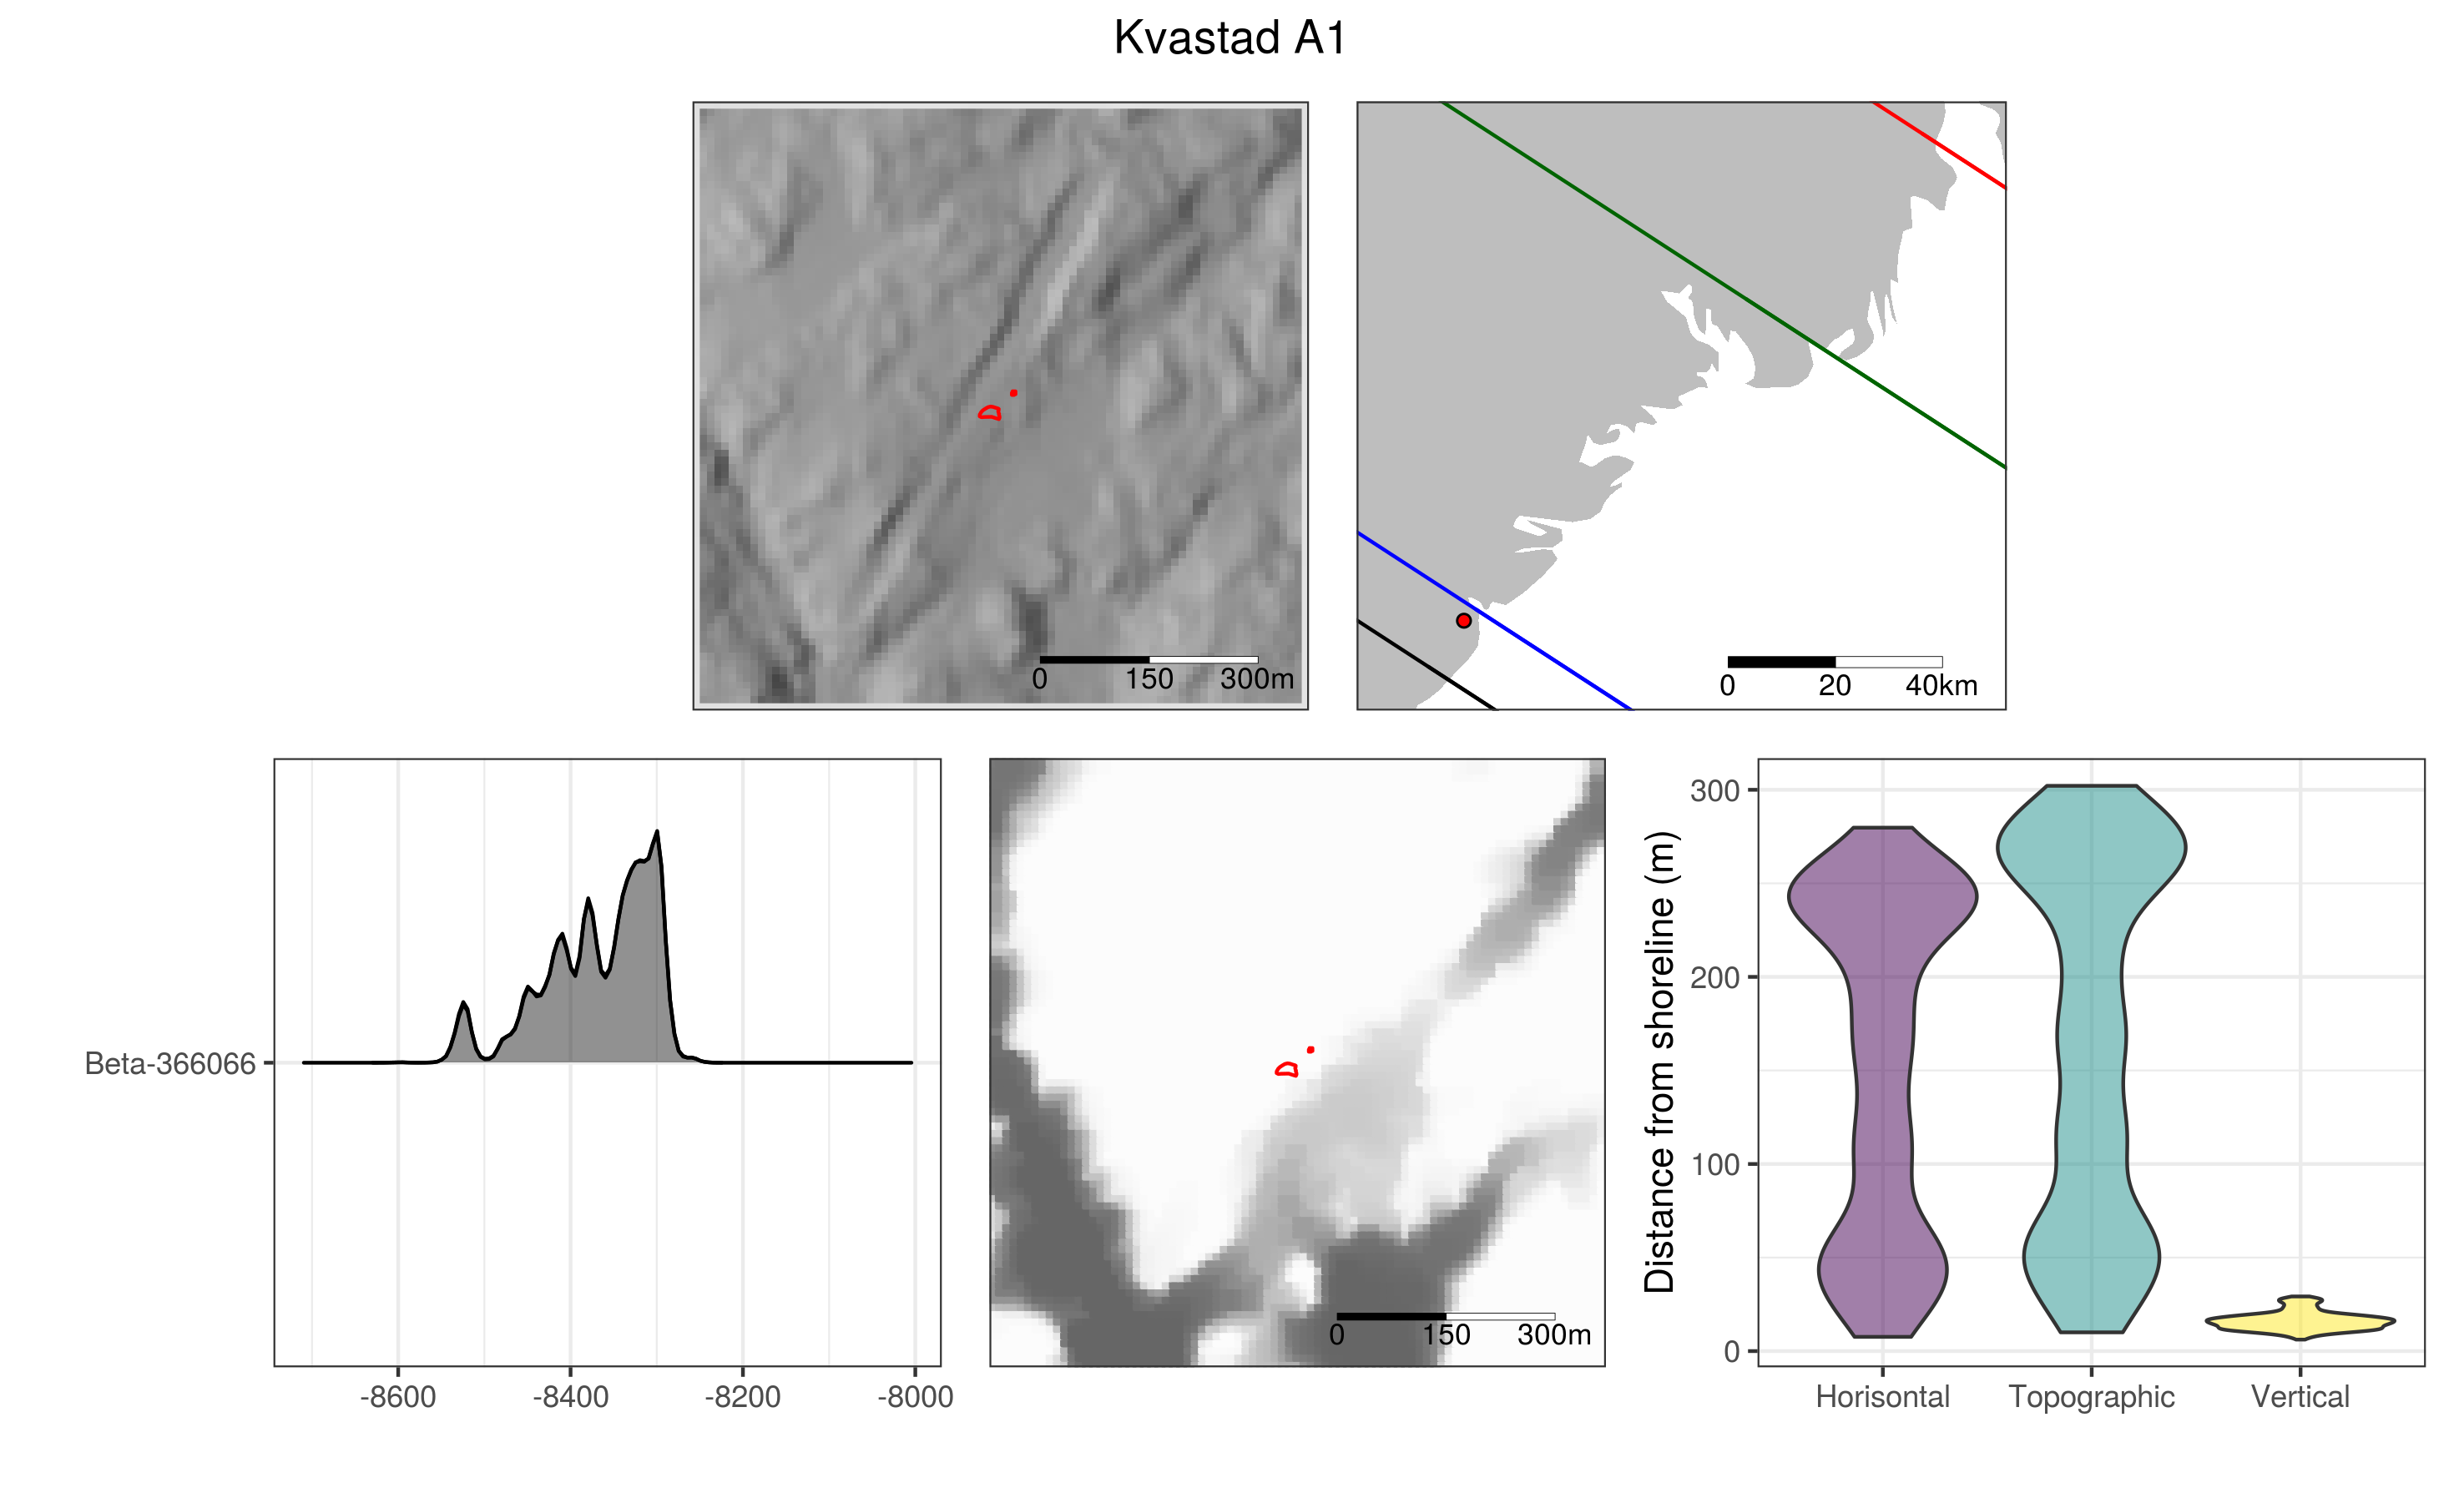 Kvastad A1
0 150 300m
0 20 40km
Beta-366066
-8600 -8400 -8200 -8000
0 150 300m
Distance from shoreline (m)
300
200
100
0
Horisontal Topographic Vertical